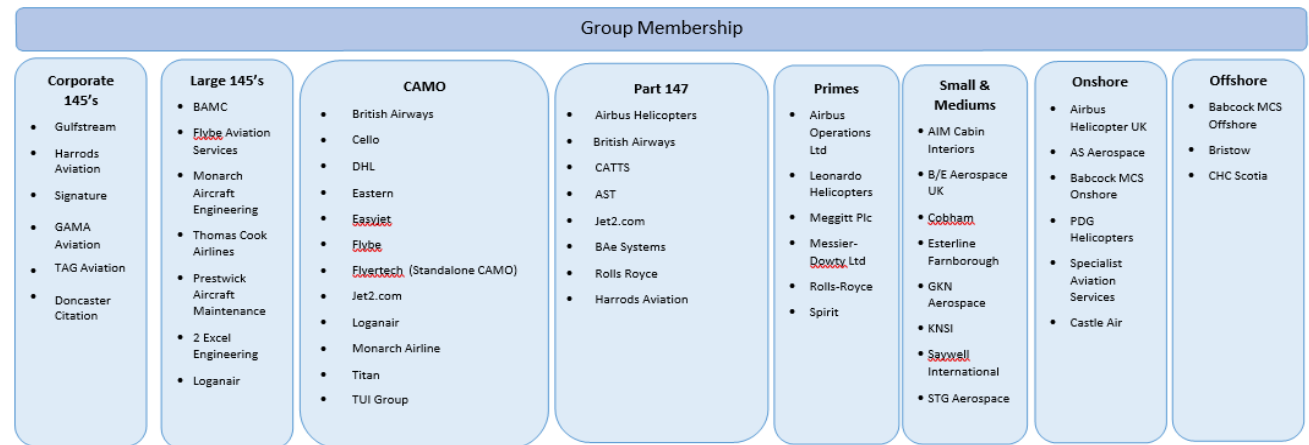 Group Membership
Corporate
145's
• Gulfstream
• Harrods
Aviation
• Signature
• GAMA
Aviation
• TAG Aviation
• Doncaster
Citation
Large 145's
• BAMC
• Flybe Aviation
Services
• Monarch
Aircraft
Engineering
• Thomas Cook
Airlines
• Prestwick
Aircraft
Maintenance
• 2 Excel
Engineering
• Loganair
CAMO
• British Airways
• Cello
• DHL
• Eastern
• Easyjet
• Flybe
• Flyertech (Standalone CAMO)
• Jet2.com
• Loganair
• Monarch Airline
• Titan
• TUI Group
Part 147
• Airbus Helicopters
• British Airways
• CATTS
• AST
• Jet2.com
• BAe Systems
• Rolls Royce
• Harrods Aviation
Primes
• Airbus
Operations
Ltd
• Leonardo
Helicopters
• Meggitt Plc
• Messier-
Dowty Ltd
• Rolls-Royce
• Spirit
Small &
Mediums
• AIM Cabin
Interiors
• B/E Aerospace
UK
• Cobham
• Esterline
Farnborough
• GKN
Aerospace
• KNSI
• Saywell
International
• STG Aerospace
Onshore
• Airbus
Helicopter UK
• AS Aerospace
• Babcock MCS
Onshore
• PDG
Helicopters
• Specialist
Aviation
Services
• Castle Air
Offshore
• Babcock MCS
Offshore
• Bristow
• CHC Scotia